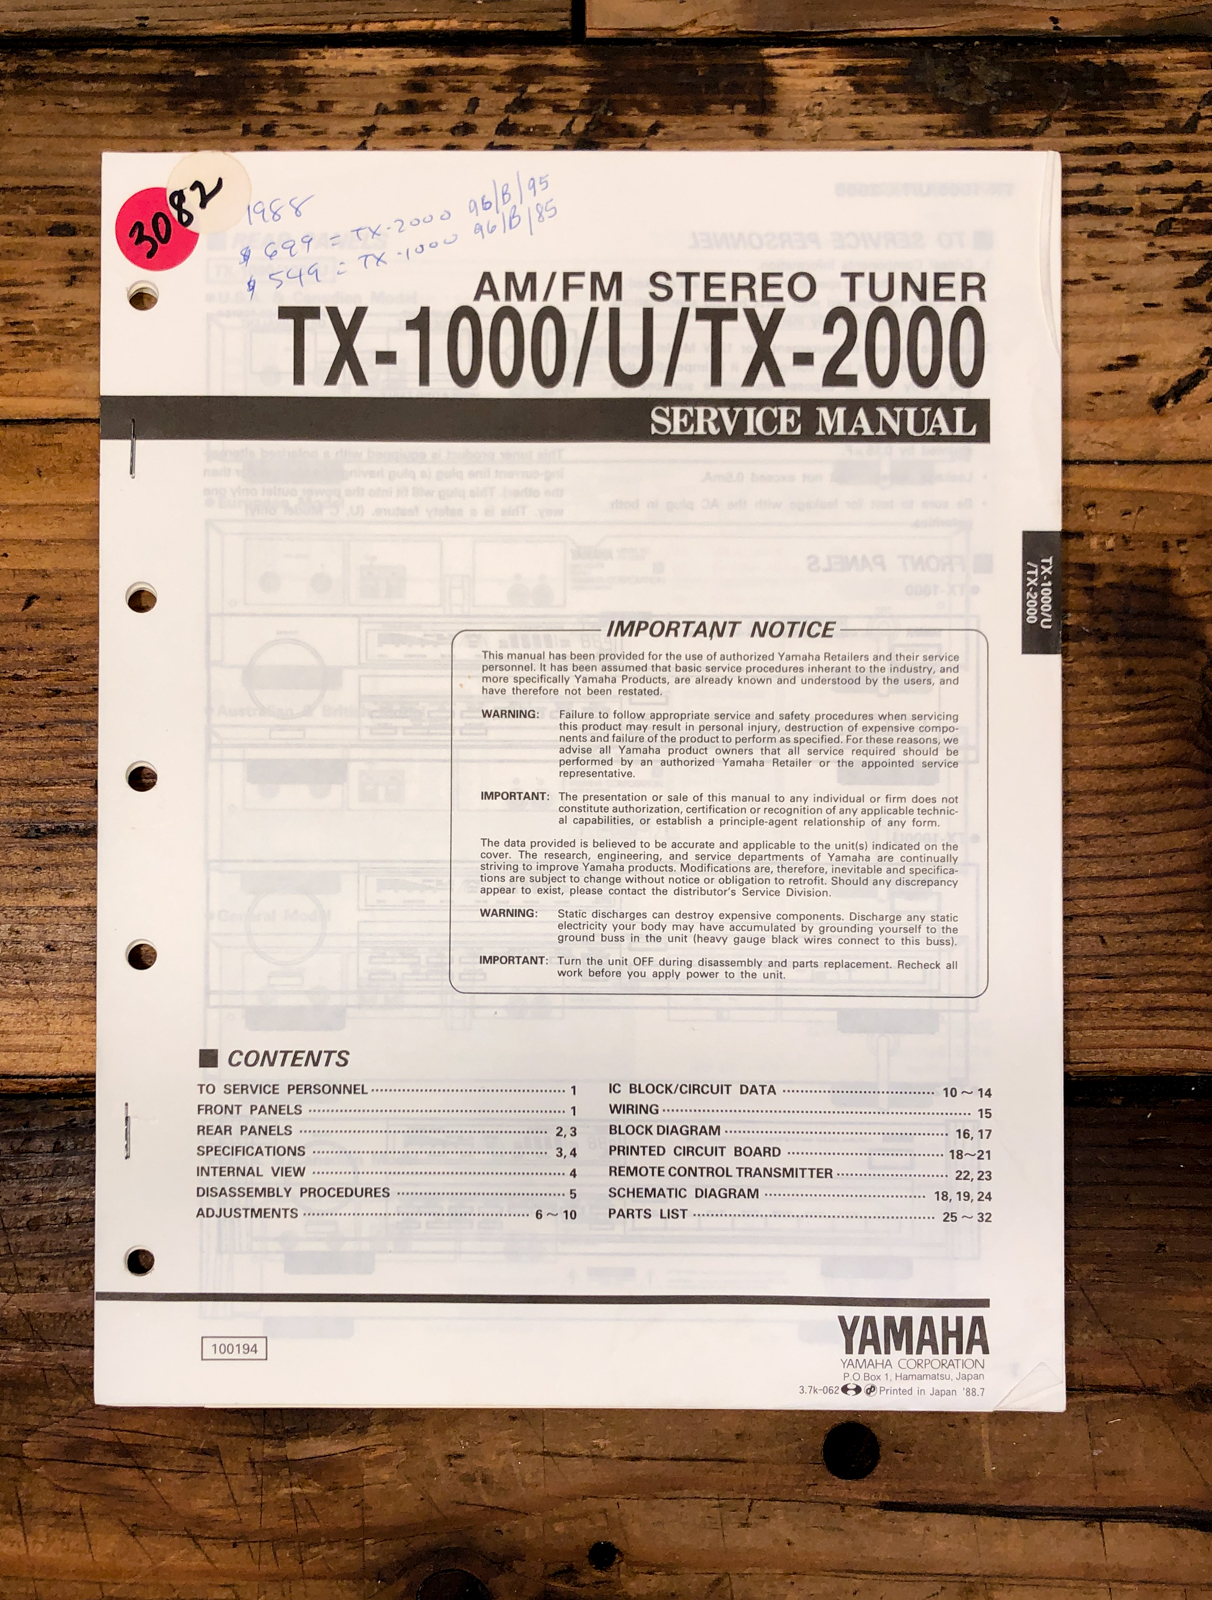 3082
1988
$699 = TX-2000 96/B/95
$549 = TX-1000 96/B/85
AM/FM STEREO TUNER
TX-1000/U/TX-2000
SERVICE MANUAL
TX-1000/U
/TX-2000
IMPORTANT NOTICE
This manual has been provided for the use of authorized Yamaha Retailers and their service
personnel. It has been assumed that basic service procedures inherant to the industry, and
more specifically Yamaha Products, are already known and understood by the users, and
have therefore not been restated.
WARNING: Failure to follow appropriate service and safety procedures when servicing
this product may result in personal injury, destruction of expensive compo-
nents and failure of the product to perform as specified. For these reasons, we
advise all Yamaha product owners that all service required should be
performed by an authorized Yamaha Retailer or the appointed service
representative.
IMPORTANT: The presentation or sale of this manual to any individual or firm does not
constitute authorization, certification or recognition of any applicable technic-
al capabilities, or establish a principle-agent relationship of any form.
The data provided is believed to be accurate and applicable to the unit(s) indicated on the
cover. The research, engineering, and service departments of Yamaha are continually
striving to improve Yamaha products. Modifications are, therefore, inevitable and specifica-
tions are subject to change without notice or obligation to retrofit. Should any discrepancy
appear to exist, please contact the distributor's Service Division.
WARNING: Static discharges can destroy expensive components. Discharge any static
electricity your body may have accumulated by grounding yourself to the
ground buss in the unit (heavy gauge black wires connect to this buss).
IMPORTANT: Turn the unit OFF during disassembly and parts replacement. Recheck all
work before you apply power to the unit.
■ CONTENTS
TO SERVICE PERSONNEL 1
FRONT PANELS 1
REAR PANELS 2, 3
SPECIFICATIONS 3, 4
INTERNAL VIEW 4
DISASSEMBLY PROCEDURES 5
ADJUSTMENTS 6 ~ 10
IC BLOCK/CIRCUIT DATA 10 ~ 14
WIRING 15
BLOCK DIAGRAM 16, 17
PRINTED CIRCUIT BOARD 18~21
REMOTE CONTROL TRANSMITTER 22, 23
SCHEMATIC DIAGRAM 18, 19, 24
PARTS LIST 25 ~ 32
100194
YAMAHA
YAMAHA CORPORATION
P.O.Box 1, Hamamatsu, Japan
3.7k-062 Printed in Japan '88.7